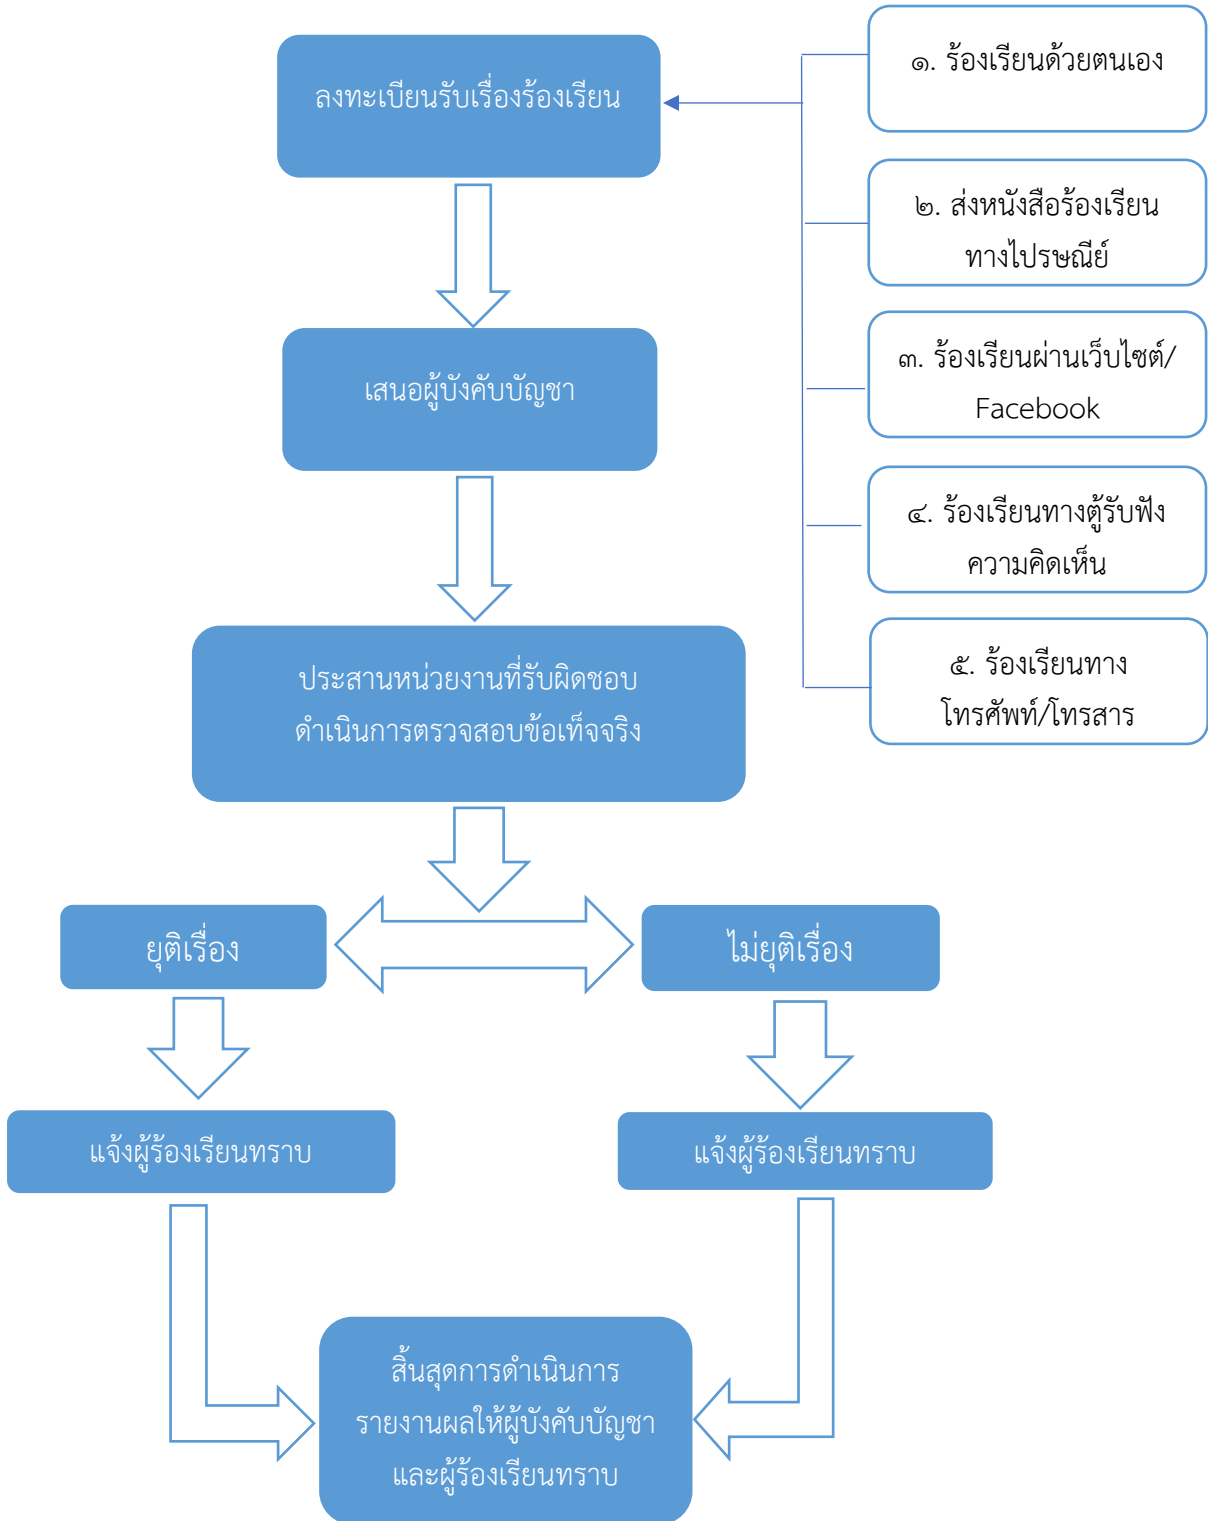 ลงทะเบียนรับเรื่องร้องเรียน
๑. ร้องเรียนด้วยตนเอง
๒. ส่งหนังสือร้องเรียน
ทางไปรษณีย์
๓. ร้องเรียนผ่านเว็บไซต์/
Facebook
๔. ร้องเรียนทางตู้รับฟัง
ความคิดเห็น
๕. ร้องเรียนทาง
โทรศัพท์/โทรสาร
เสนอผู้บังคับบัญชา
ประสานหน่วยงานที่รับผิดชอบ
ดำเนินการตรวจสอบข้อเท็จจริง
ยุติเรื่อง
ไม่ยุติเรื่อง
แจ้งผู้ร้องเรียนทราบ
แจ้งผู้ร้องเรียนทราบ
สิ้นสุดการดำเนินการ
รายงานผลให้ผู้บังคับบัญชา
และผู้ร้องเรียนทราบ